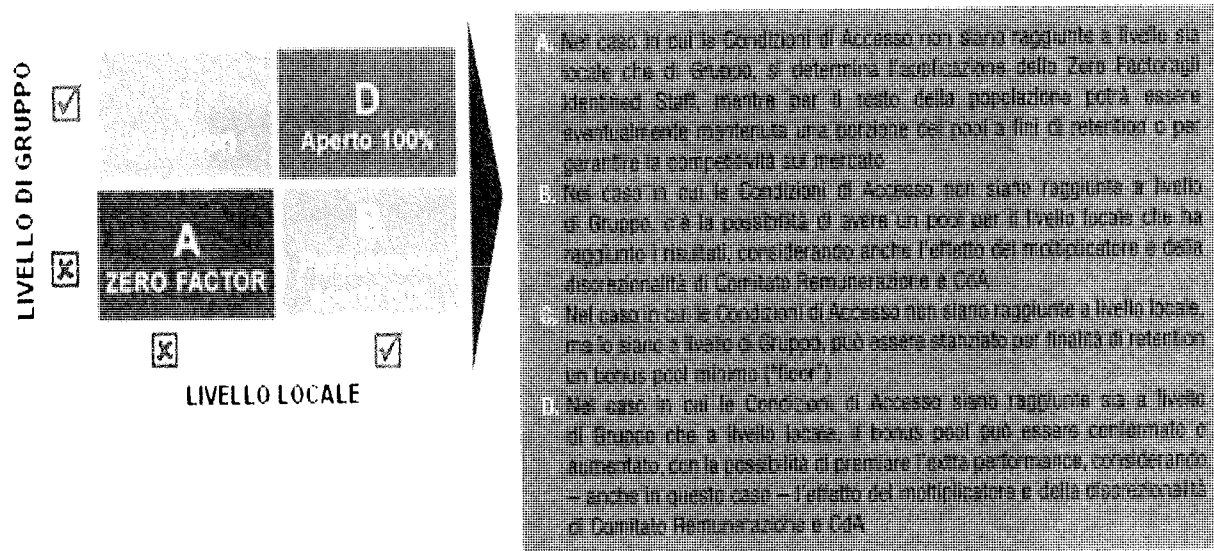 LIVELLO DI GRUPPO
D
Aperto 100%
A
ZERO FACTOR
B
LIVELLO LOCALE
A. Nel caso in cui le Condizioni di Accesso non siano raggiunte a livello sia
locale che di Gruppo, si determina l'applicazione dello Zero Factor agli
Identified Staff, mentre per il resto della popolazione potrà essere
eventualmente mantenuta una porzione del pool a fini di retention o per
garantire la competitività sul mercato
B. Nel caso in cui le Condizioni di Accesso non siano raggiunte a livello
di Gruppo, c'è la possibilità di avere un pool per il livello locale che ha
raggiunto i risultati, considerando anche l'effetto del moltiplicatore e della
discrezionalità di Comitato Remunerazione e CdA
C. Nel caso in cui le Condizioni di Accesso non siano raggiunte a livello locale,
ma lo siano a livello di Gruppo, può essere stanziato per finalità di retention
un bonus pool minimo ("floor")
D. Nel caso in cui le Condizioni di Accesso siano raggiunte sia a livello
di Gruppo che a livello locale, il bonus pool può essere confermato o
aumentato, con la possibilità di premiare l'extra performance, considerando
– anche in questo caso – l'effetto del moltiplicatore e della discrezionalità
di Comitato Remunerazione e CdA